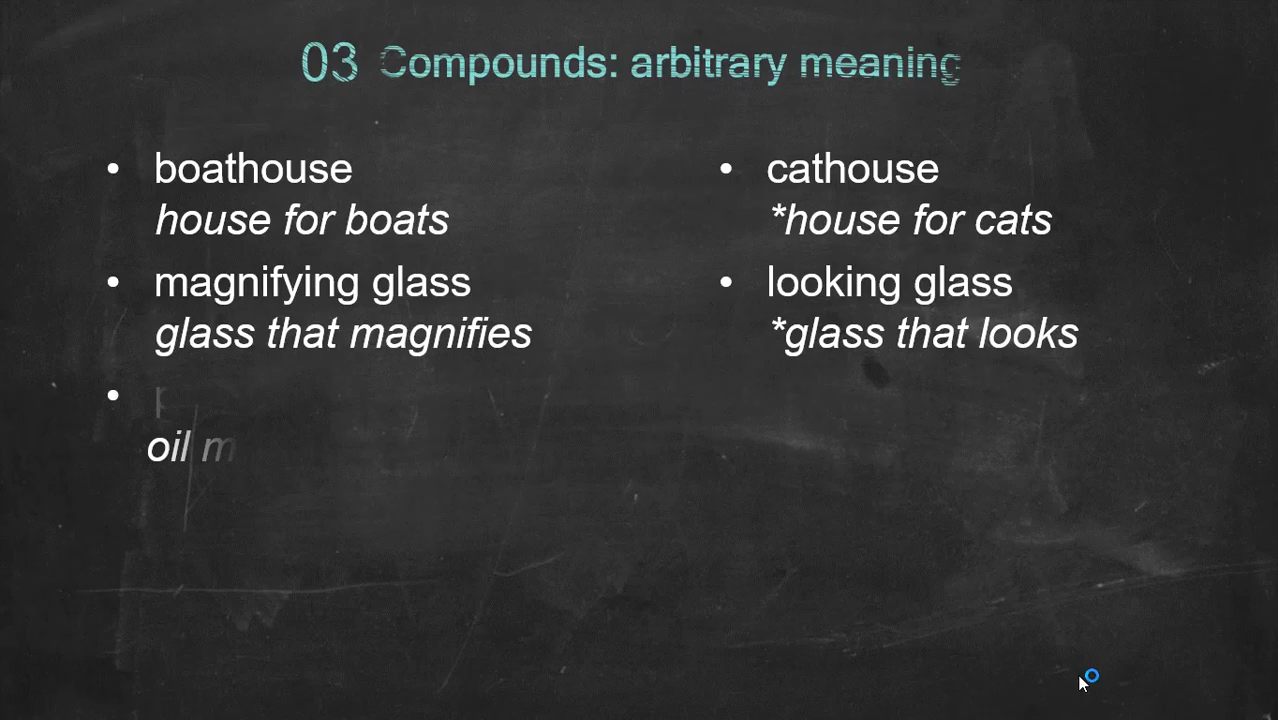 03 Compounds: arbitrary meaning
• boathouse
house for boats
• magnifying glass
glass that magnifies
• p
oil m
• cathouse
*house for cats
• looking glass
*glass that looks